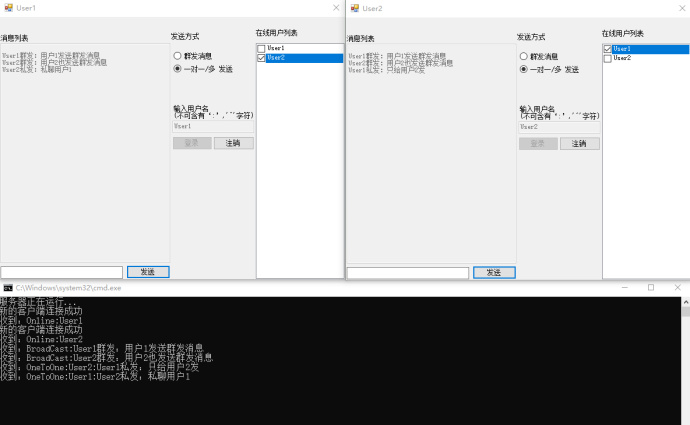 User1
消息列表
User1群发：用户1发送群发消息
User2群发：用户2也发送群发消息
User2私发：私聊用户1
发送方式
群发消息
一对一/多 发送
输入用户名
(不可含有 ':' , '~' 字符)
User1
登录
注销
在线用户列表
User1
User2
发送
User2
消息列表
User1群发：用户1发送群发消息
User2群发：用户2也发送群发消息
User1私发：只给用户2发
发送方式
群发消息
一对一/多 发送
输入用户名
(不可含有 ':' , '~' 字符)
User2
登录
注销
在线用户列表
User1
User2
发送
C:\Windows\system32\cmd.exe
服务器正在运行...
新的客户端连接成功
收到：Online:User1
新的客户端连接成功
收到：Online:User2
收到：BroadCast:User1群发：用户1发送群发消息
收到：BroadCast:User2群发：用户2也发送群发消息
收到：OneToOne:User2:User1私发：只给用户2发
收到：OneToOne:User1:User2私发：私聊用户1